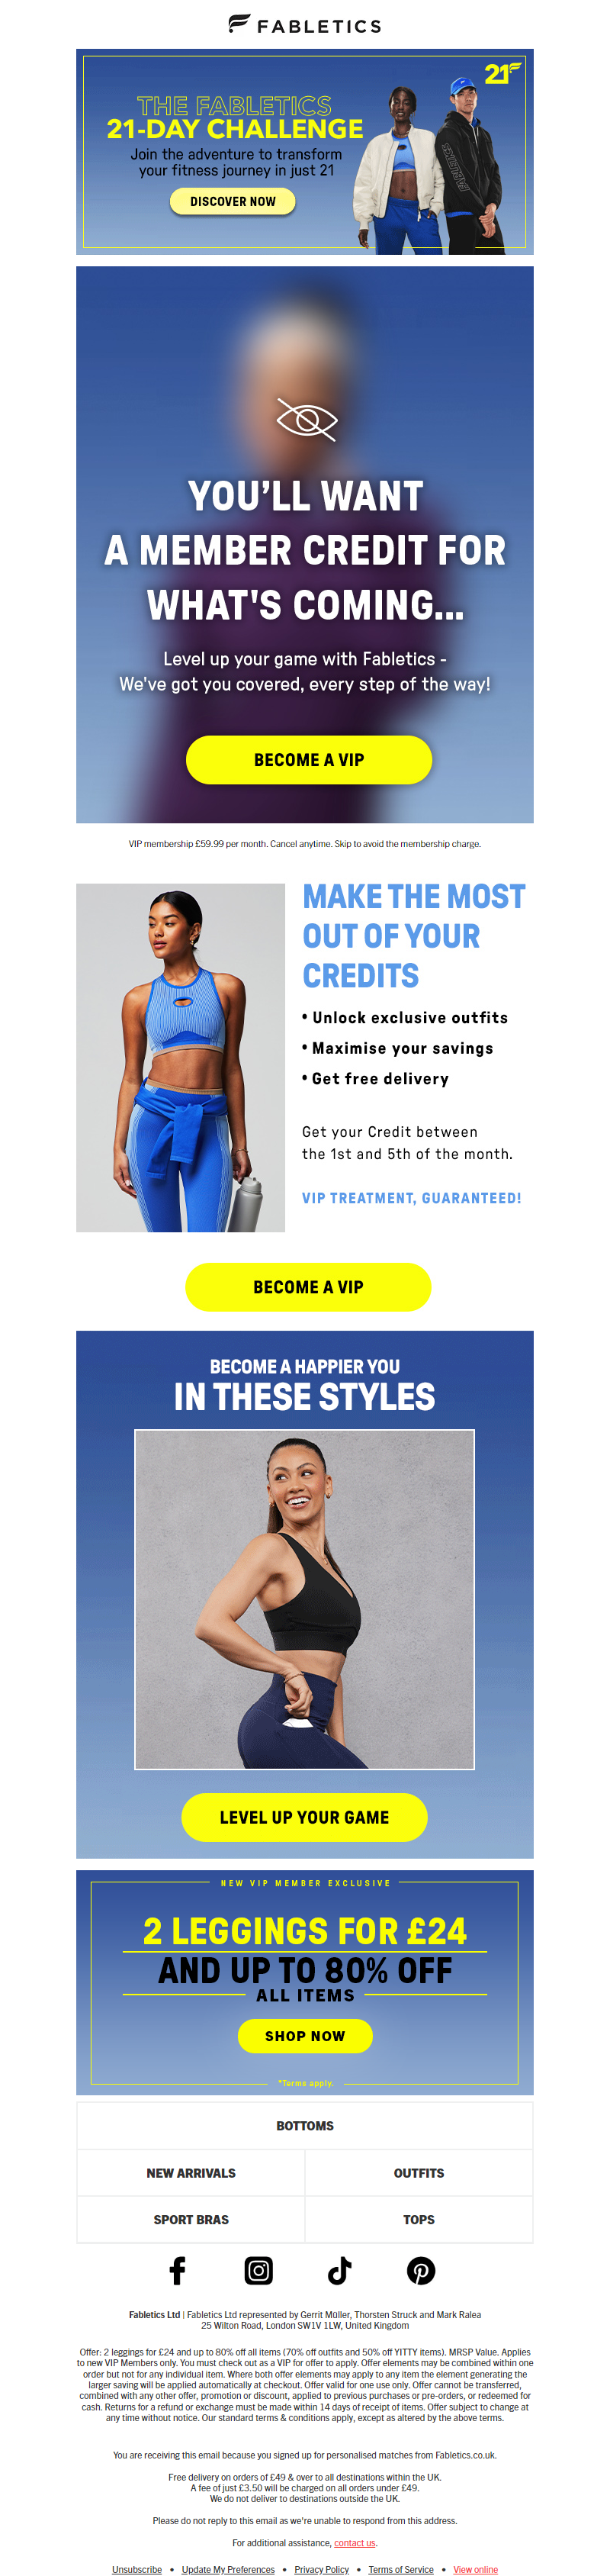 FABLETICS
21F
THE FABLETICS
21-DAY CHALLENGE
Join the adventure to transform
your fitness journey in just 21
DISCOVER NOW
FABLETICS
YOU'LL WANT
A MEMBER CREDIT FOR
WHAT'S COMING...
Level up your game with Fabletics -
We've got you covered, every step of the way!
BECOME A VIP
VIP membership £59.99 per month. Cancel anytime. Skip to avoid the membership charge.
MAKE THE MOST
OUT OF YOUR
CREDITS
• Unlock exclusive outfits
• Maximise your savings
• Get free delivery
Get your Credit between
the 1st and 5th of the month.
VIP TREATMENT, GUARANTEED!
BECOME A VIP
BECOME A HAPPIER YOU
IN THESE STYLES
LEVEL UP YOUR GAME
NEW VIP MEMBER EXCLUSIVE
2 LEGGINGS FOR £24
AND UP TO 80% OFF
ALL ITEMS
SHOP NOW
*Terms apply.
BOTTOMS
NEW ARRIVALS
OUTFITS
SPORT BRAS
TOPS
Fabletics Ltd | Fabletics Ltd represented by Gerrit Müller, Thorsten Struck and Mark Ralea
25 Wilton Road, London SW1V 1LW, United Kingdom
Offer: 2 leggings for £24 and up to 80% off all items (70% off outfits and 50% off YITTY items). MRSP Value. Applies
to new VIP Members only. You must check out as a VIP for offer to apply. Offer elements may be combined within one
order but not for any individual item. Where both offer elements may apply to any item the element generating the
larger saving will be applied automatically at checkout. Offer valid for one use only. Offer cannot be transferred,
combined with any other offer, promotion or discount, applied to previous purchases or pre-orders, or redeemed for
cash. Returns for a refund or exchange must be made within 14 days of receipt of items. Offer subject to change at
any time without notice. Our standard terms & conditions apply, except as altered by the above terms.
You are receiving this email because you signed up for personalised matches from Fabletics.co.uk.
Free delivery on orders of £49 & over to all destinations within the UK.
A fee of just £3.50 will be charged on all orders under £49.
We do not deliver to destinations outside the UK.
Please do not reply to this email as we're unable to respond from this address.
For additional assistance, contact us.
Unsubscribe • Update My Preferences • Privacy Policy • Terms of Service • View online